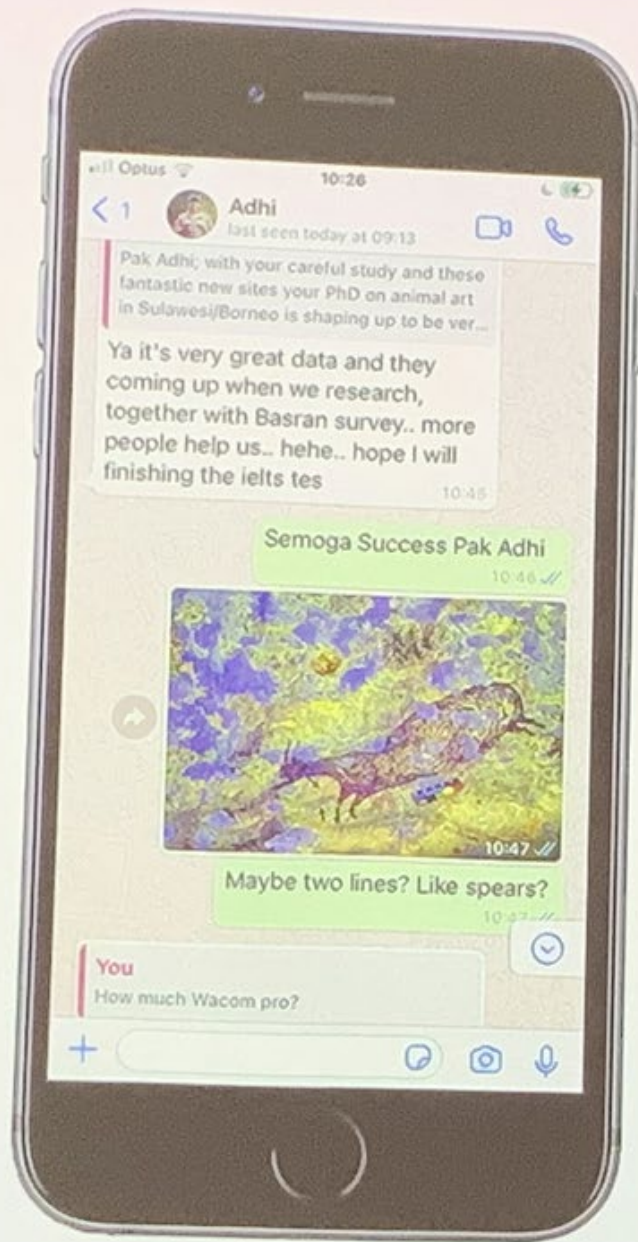 Optus
10:26
1
Adhi
last seen today at 09:13
Pak Adhi; with your careful study and these
fantastic new sites your PhD on animal art
in Sulawesi/Borneo is shaping up to be ver...
Ya it's very great data and they
coming up when we research,
together with Basran survey.. more
people help us.. hehe.. hope I will
finishing the ielts tes
10:45
Semoga Success Pak Adhi
10:46
10:47
Maybe two lines? Like spears?
10:47
You
How much Wacom pro?